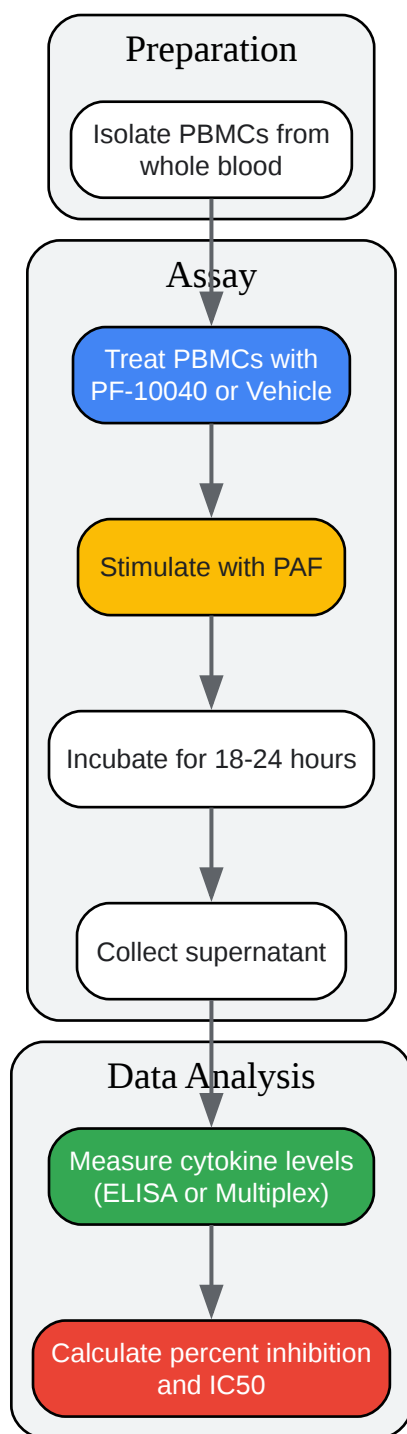 Preparation
Isolate PBMCs from
whole blood
Assay
Treat PBMCs with
PF-10040 or Vehicle
Stimulate with PAF
Incubate for 18-24 hours
Collect supernatant
Data Analysis
Measure cytokine levels
(ELISA or Multiplex)
Calculate percent inhibition
and IC50